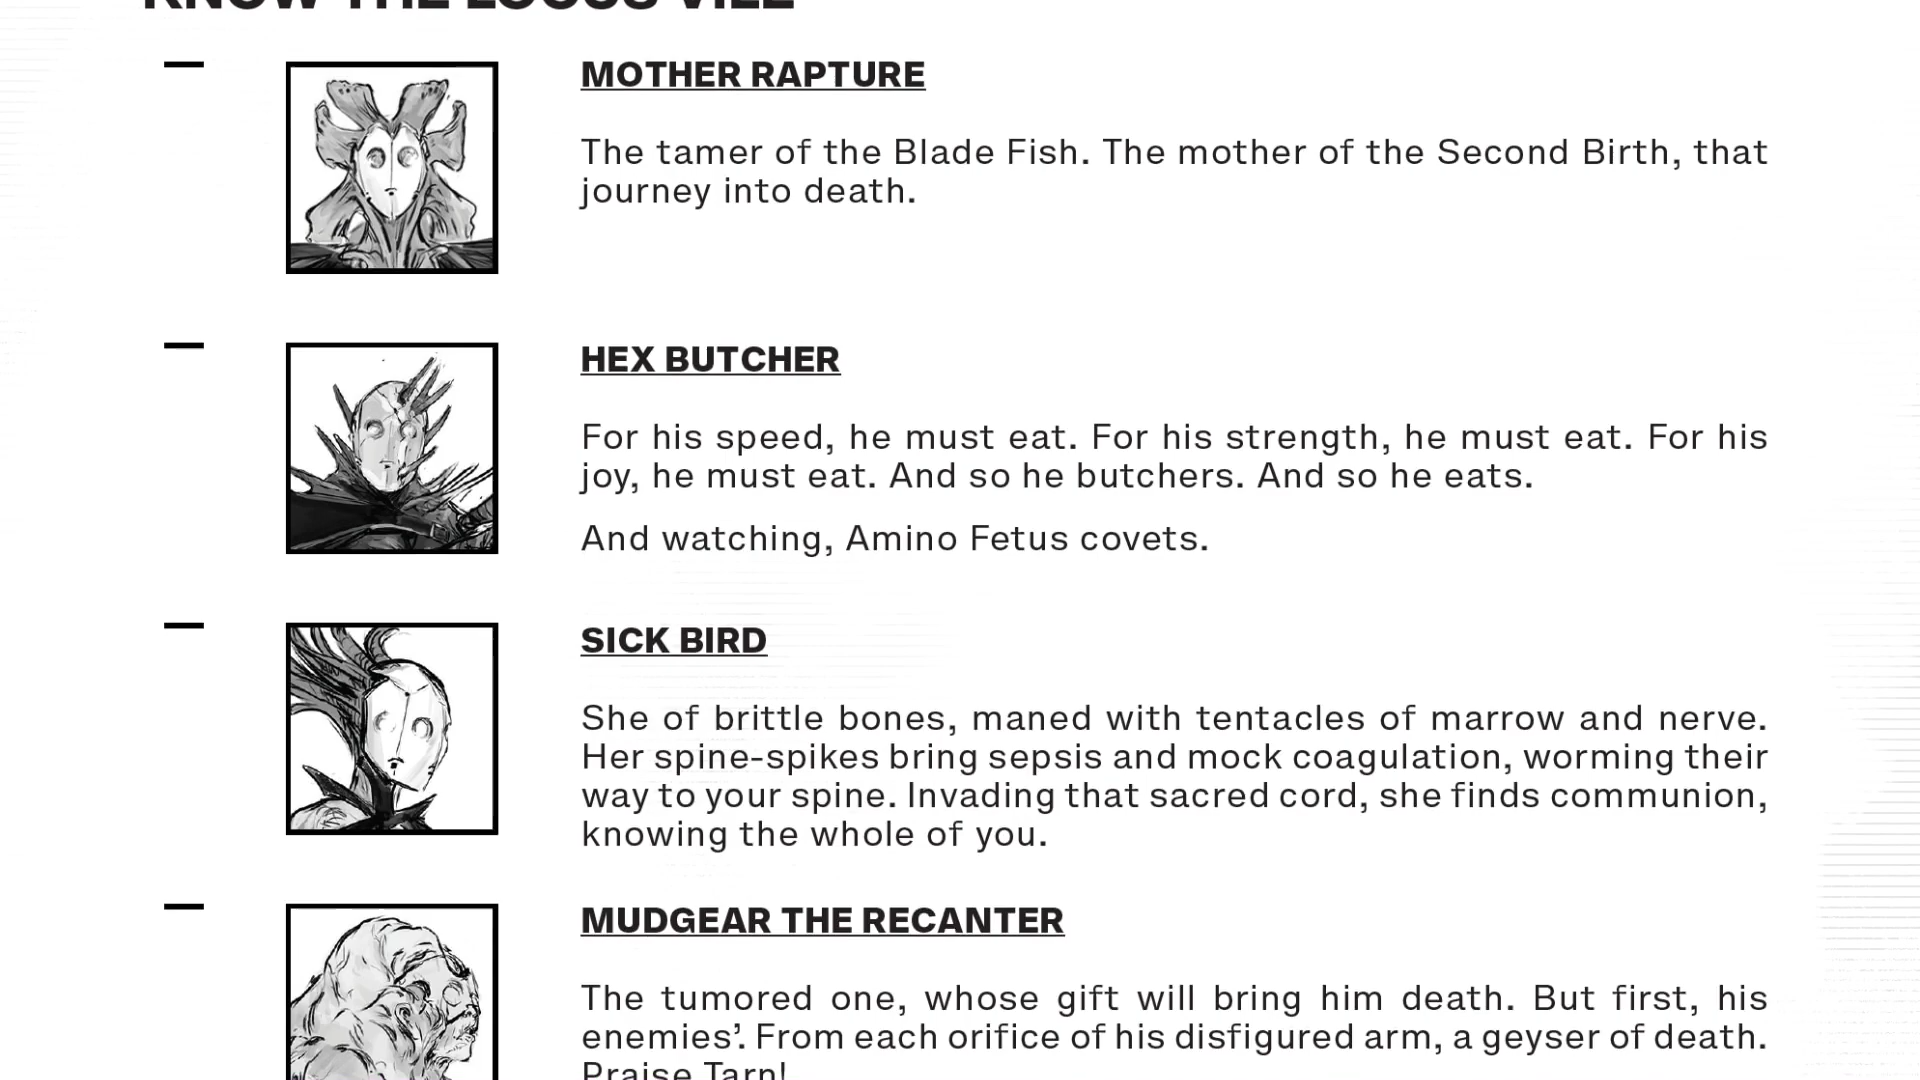 KNOW THE LOCUS VILE
MOTHER RAPTURE
The tamer of the Blade Fish. The mother of the Second Birth, that
journey into death.
HEX BUTCHER
For his speed, he must eat. For his strength, he must eat. For his
joy, he must eat. And so he butchers. And so he eats.
And watching, Amino Fetus covets.
SICK BIRD
She of brittle bones, maned with tentacles of marrow and nerve.
Her spine-spikes bring sepsis and mock coagulation, worming their
way to your spine. Invading that sacred cord, she finds communion,
knowing the whole of you.
MUDGEAR THE RECANTER
The tumored one, whose gift will bring him death. But first, his
enemies’. From each orifice of his disfigured arm, a geyser of death.
Praise Tarn!